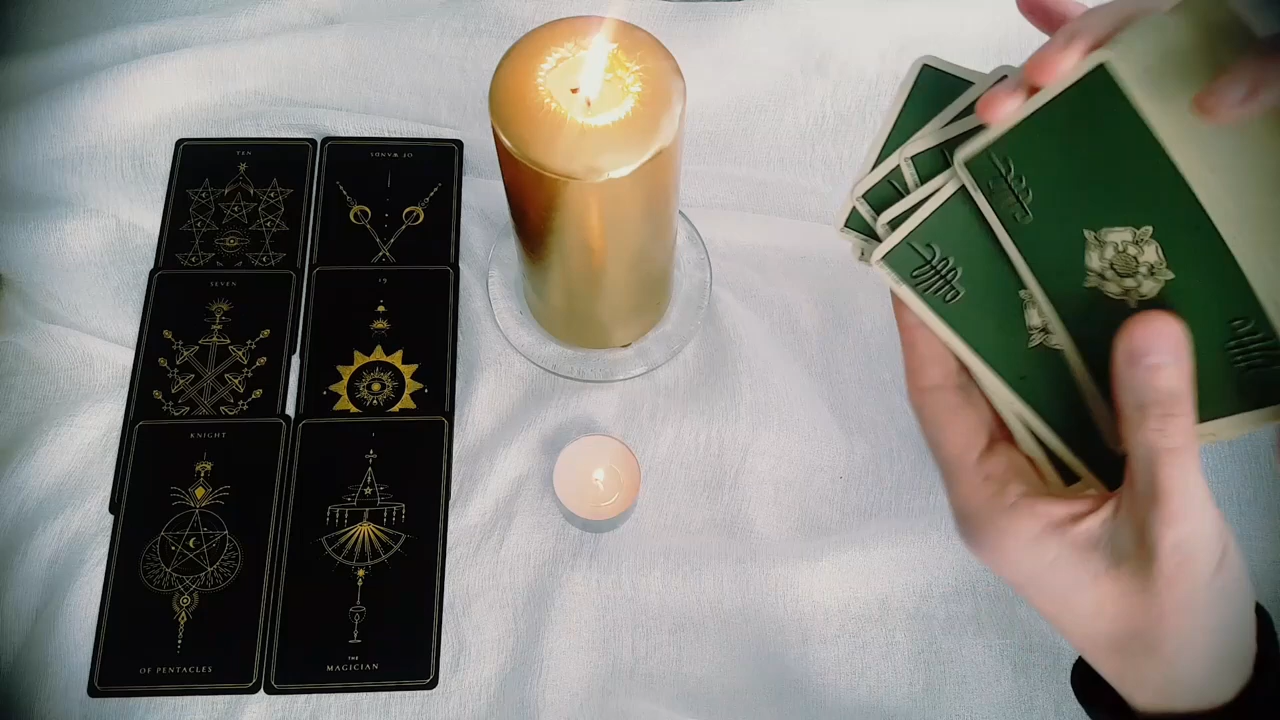 TEN
OF WANDS
SEVEN
19
KNIGHT
OF PENTACLES
I
THE
MAGICIAN